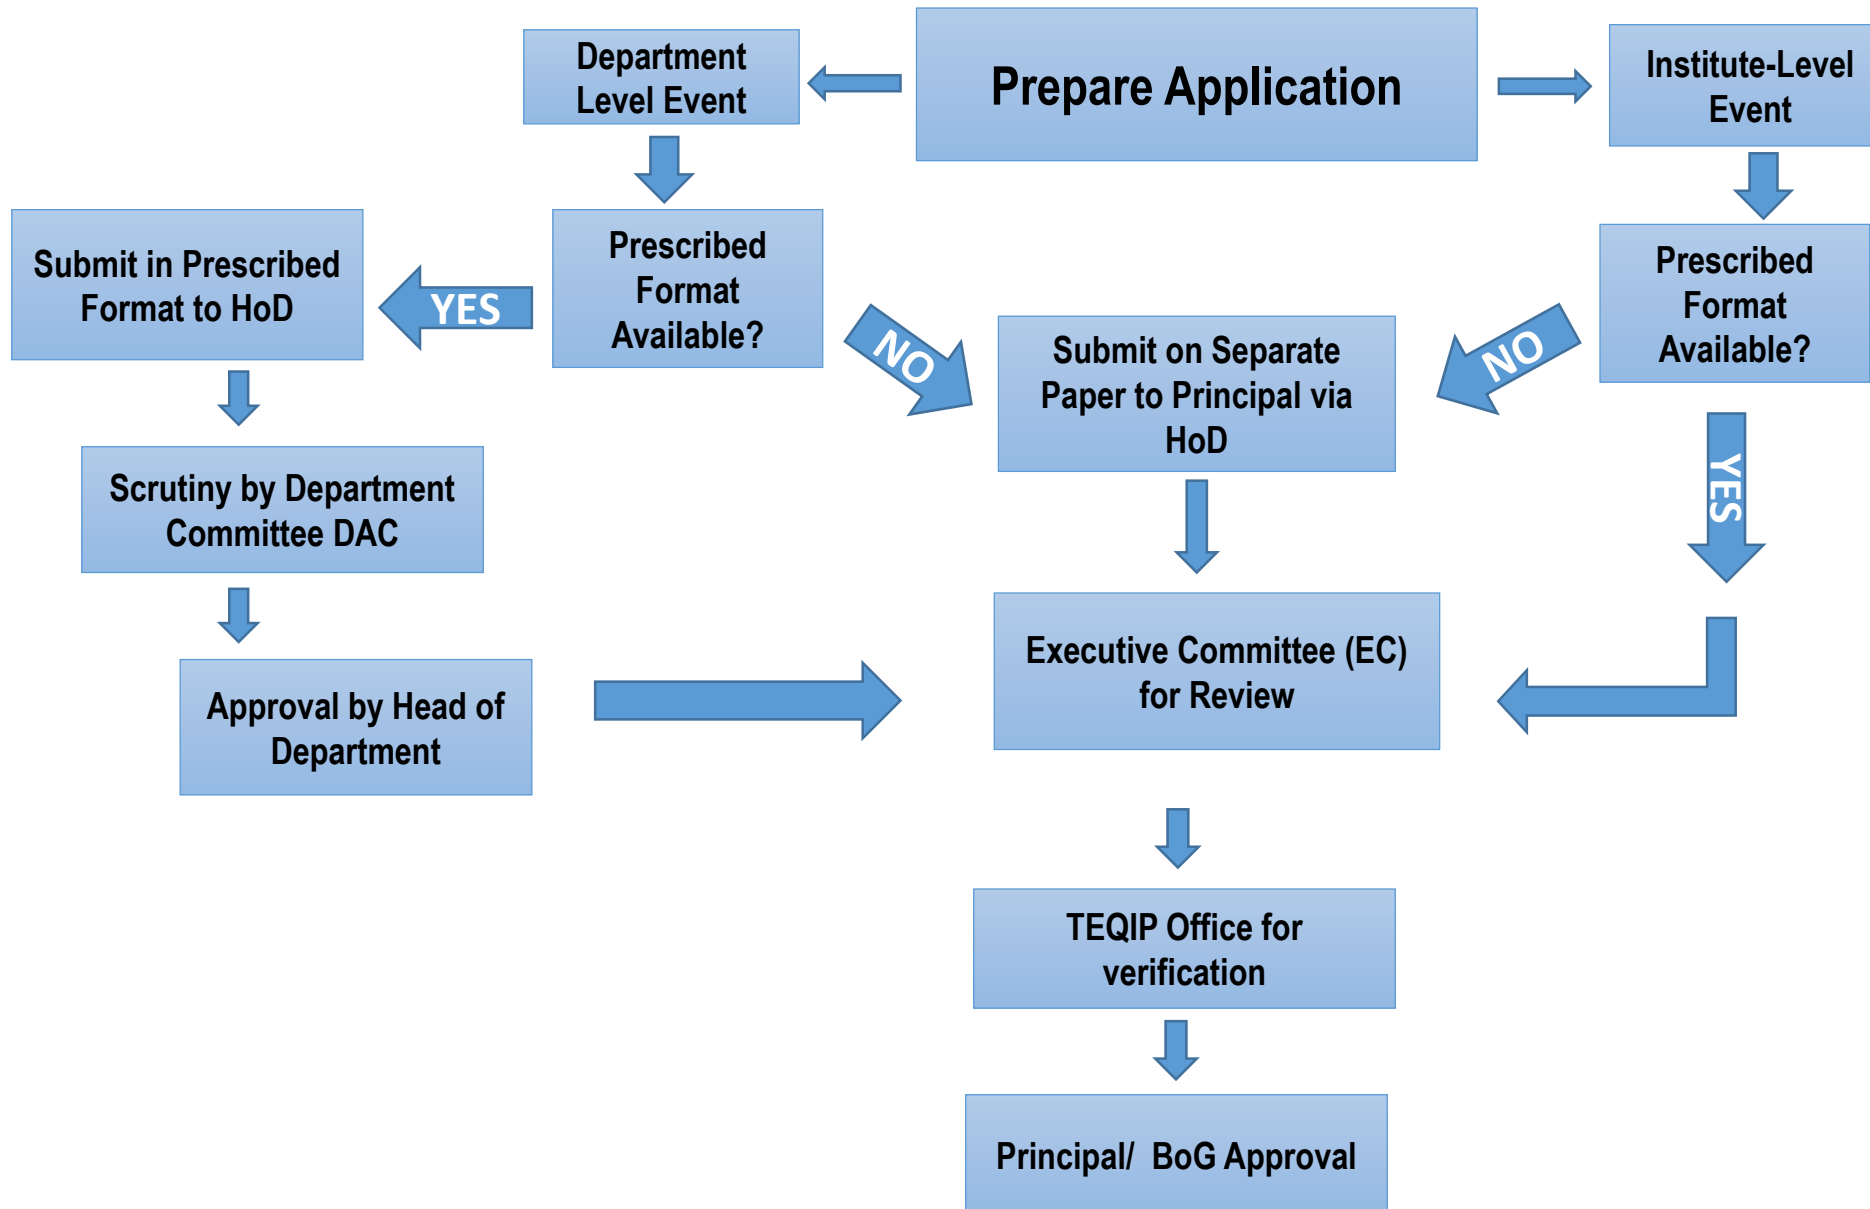 Prepare Application
Department
Level Event
Institute-Level
Event
Prescribed
Format
Available?
YES
NO
Submit in Prescribed
Format to HoD
Scrutiny by Department
Committee DAC
Approval by Head of
Department
Prescribed
Format
Available?
NO
YES
Submit on Separate
Paper to Principal via
HoD
Executive Committee (EC)
for Review
TEQIP Office for
verification
Principal/  BoG Approval